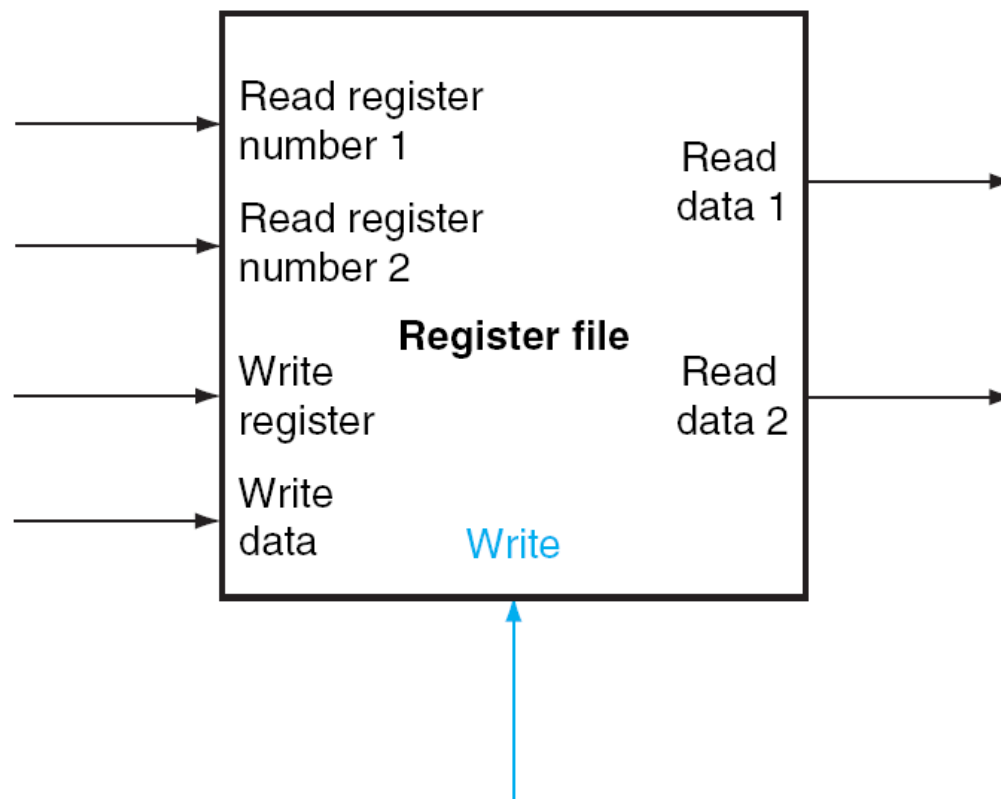 Read register
number 1
Read
data 1
Read register
number 2
Register file
Write
register
Read
data 2
Write
data
Write